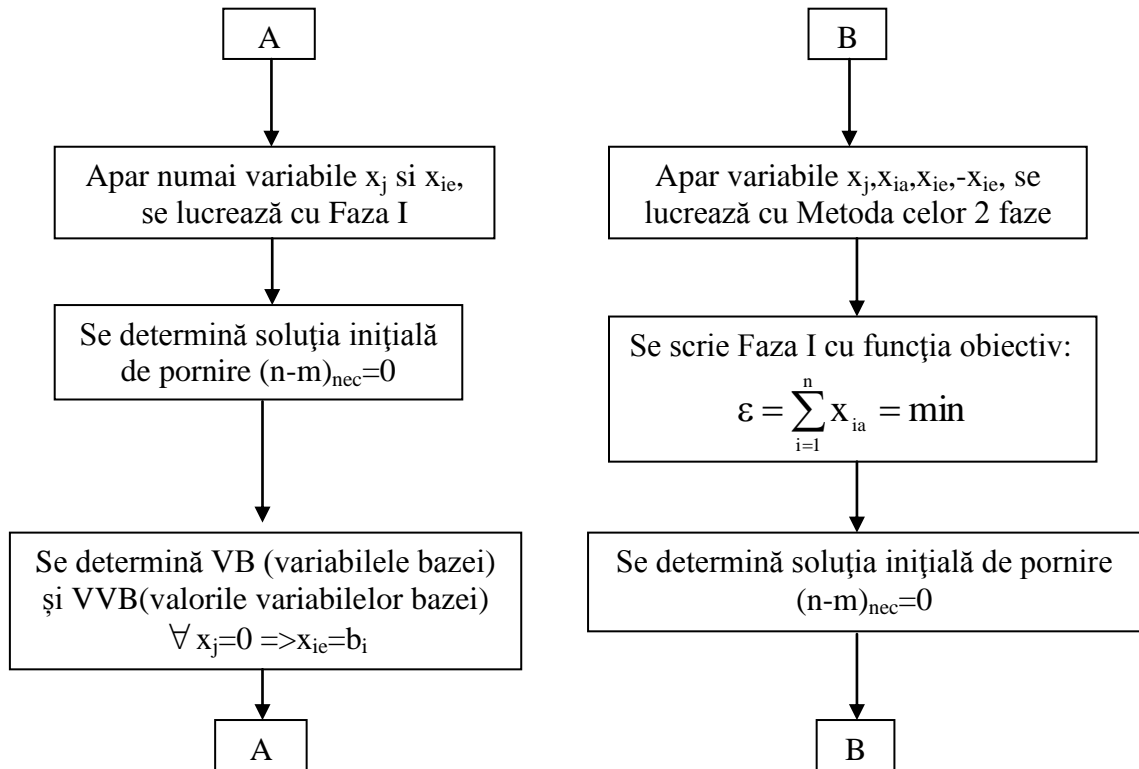 A
Apar numai variabile xj si xie,
se lucrează cu Faza I
Se determină soluţia iniţială
de pornire (n-m)nec=0
Se determină VB (variabilele bazei)
și VVB(valorile variabilelor bazei)
∀ xj=0 =>xie=bi
A
B
Apar variabile xj,xia,xie,-xie, se
lucrează cu Metoda celor 2 faze
Se scrie Faza I cu funcţia obiectiv:
ε = ∑_{i=1}^{n} x_{ia} = min
Se determină soluţia iniţială de pornire
(n-m)nec=0
B